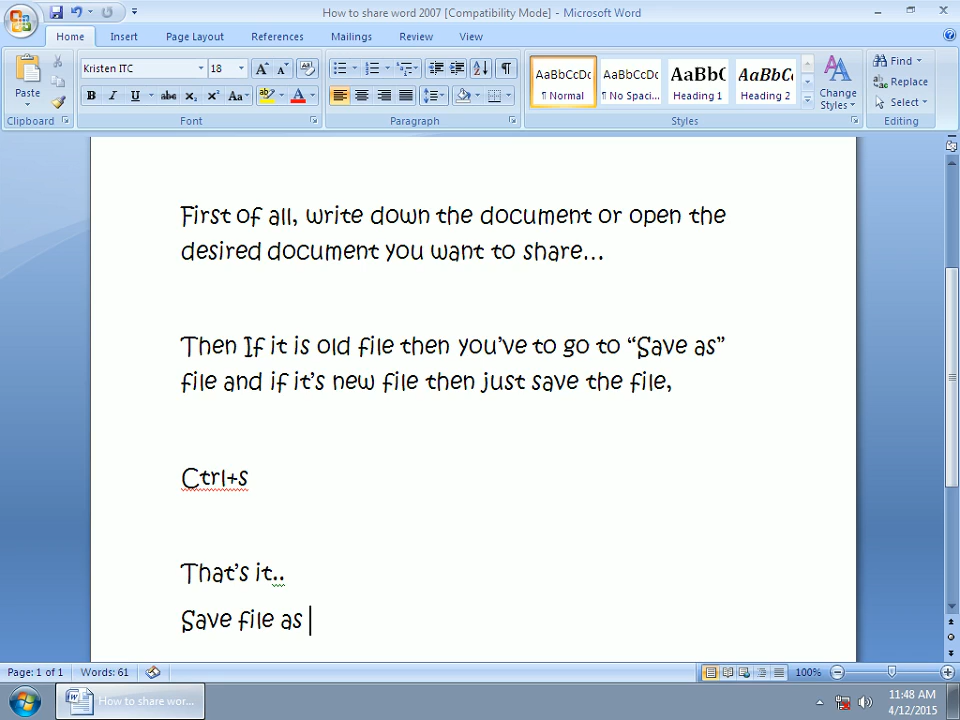 How to share word 2007 [Compatibility Mode] - Microsoft Word
Home Insert Page Layout References Mailings Review View
Kristen ITC 18
Paste
B I U abc x₂ x² Aa
Clipboard Font Paragraph Styles Editing
AaBbCcDc AaBbCcDc AaBbC AaBbCc
¶ Normal ¶ No Spaci... Heading 1 Heading 2
Change
Styles
Find
Replace
Select
First of all, write down the document or open the
desired document you want to share...
Then If it is old file then you've to go to “Save as”
file and if it's new file then just save the file,
Ctrl+s
That's it..
Save file as
Page: 1 of 1 Words: 61 100%
How to share wor...
11:48 AM
4/12/2015